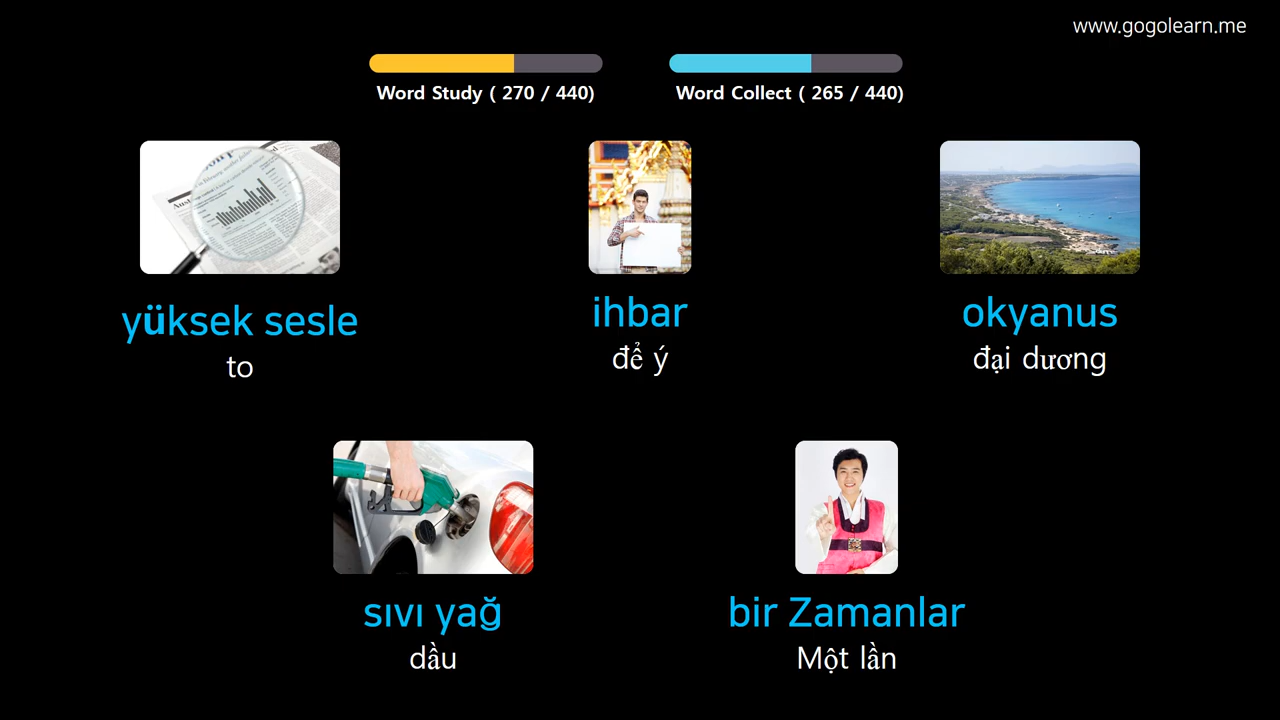 www.gogolearn.me
Word Study ( 270 / 440)
Word Collect ( 265 / 440)
yüksek sesle
to
ihbar
để ý
okyanus
đại dương
sıvı yağ
dầu
bir Zamanlar
Một lần